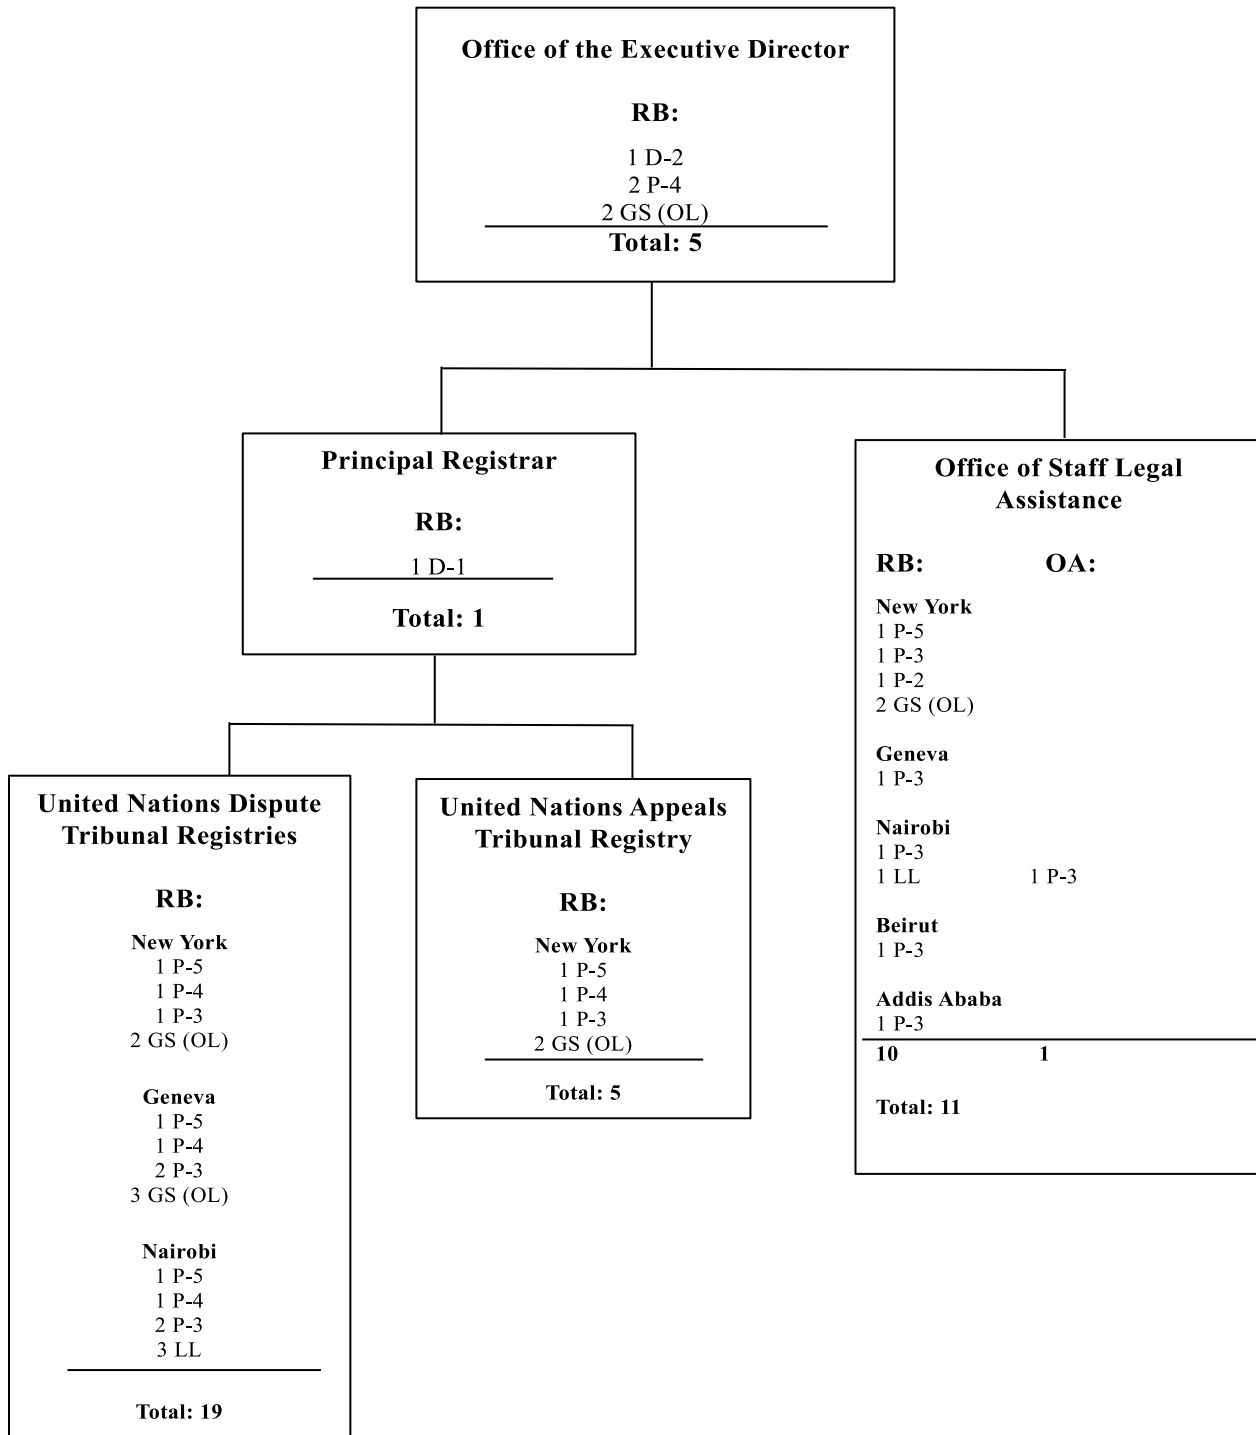 Office of the Executive Director
RB:
1 D-2
2 P-4
2 GS (OL)
Total: 5
Principal Registrar
RB:
1 D-1
Total: 1
Office of Staff Legal
Assistance
RB: OA:
New York
1 P-5
1 P-3
1 P-2
2 GS (OL)
Geneva
1 P-3
Nairobi
1 P-3
1 LL 1 P-3
Beirut
1 P-3
Addis Ababa
1 P-3
10 1
Total: 11
United Nations Dispute
Tribunal Registries
RB:
New York
1 P-5
1 P-4
1 P-3
2 GS (OL)
Geneva
1 P-5
1 P-4
2 P-3
3 GS (OL)
Nairobi
1 P-5
1 P-4
2 P-3
3 LL
Total: 19
United Nations Appeals
Tribunal Registry
RB:
New York
1 P-5
1 P-4
1 P-3
2 GS (OL)
Total: 5